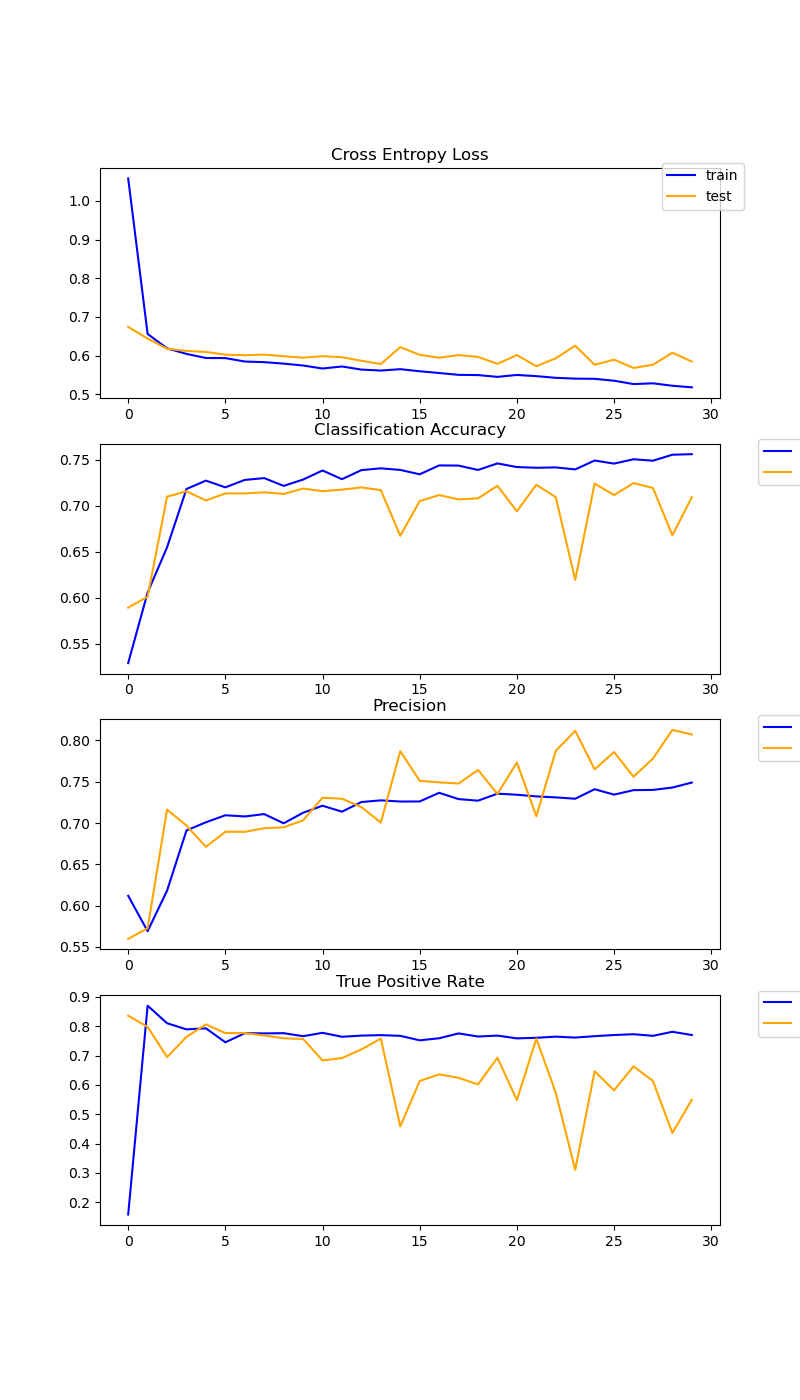 Cross Entropy Loss
train
test
1.0
0.9
0.8
0.7
0.6
0.5
0 5 10 15 20 25 30
Classification Accuracy
0.75
0.70
0.65
0.60
0.55
0 5 10 15 20 25 30
Precision
0.80
0.75
0.70
0.65
0.60
0.55
0 5 10 15 20 25 30
True Positive Rate
0.9
0.8
0.7
0.6
0.5
0.4
0.3
0.2
0 5 10 15 20 25 30